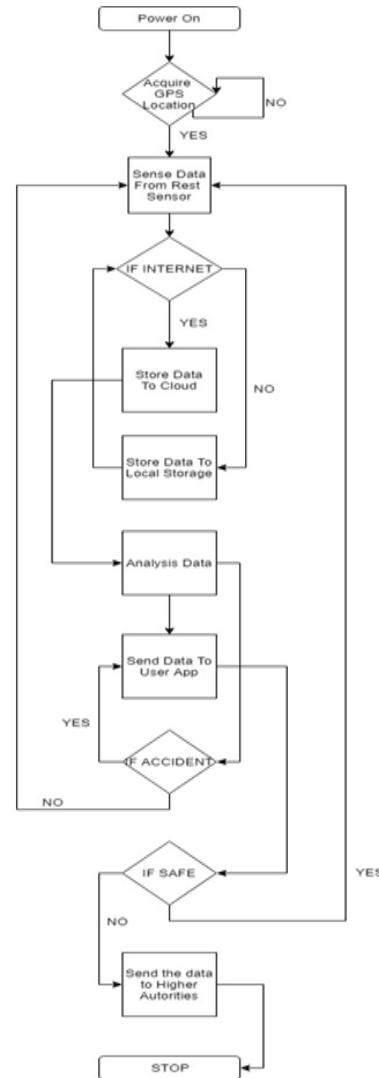 Power On
Acquire
GPS
Location
NO
YES
Sense Data
From Rest
Sensor
IF INTERNET
YES
Store Data
To Cloud
NO
Store Data To
Local Storage
Analysis Data
Send Data To
User App
YES
IF ACCIDENT
NO
IF SAFE
YES
NO
Send the data
to Higher
Autorities
STOP